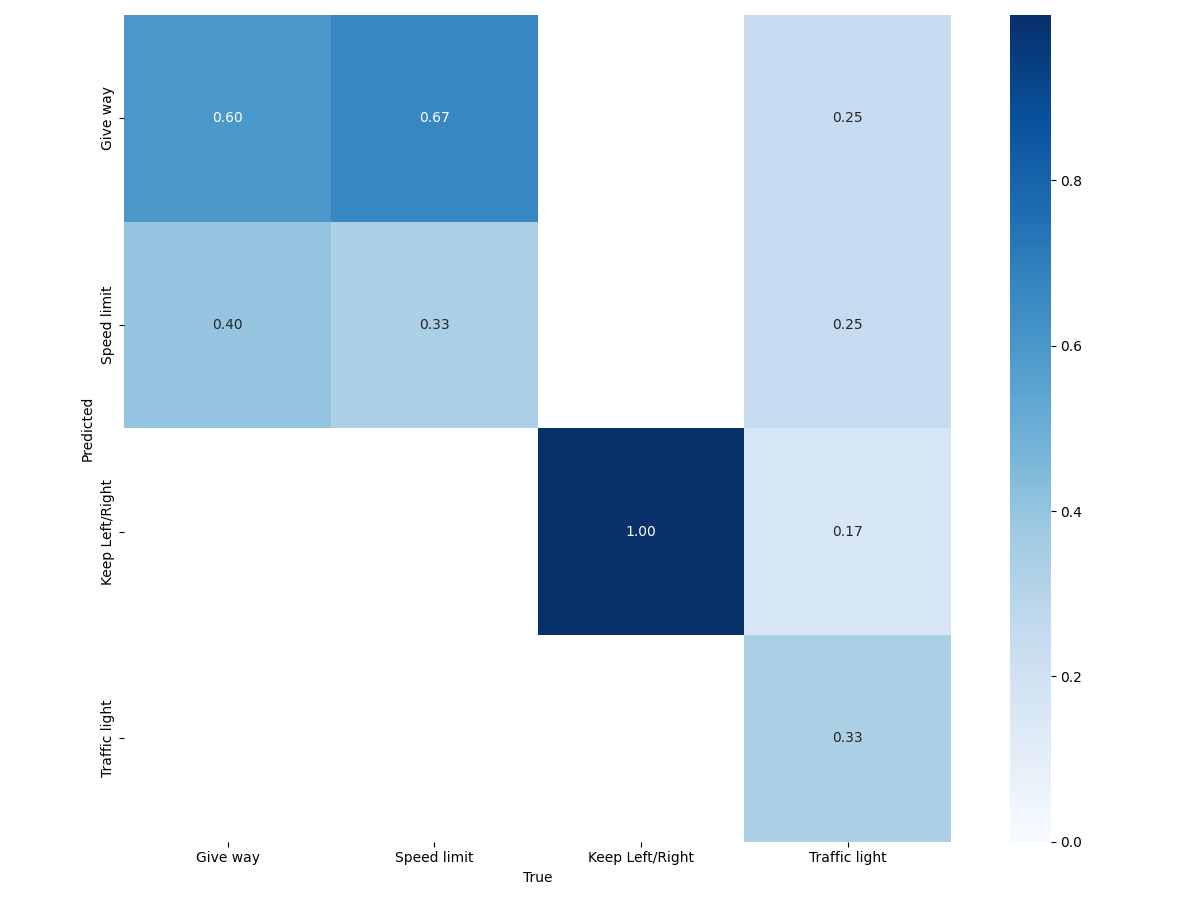 Give way
0.60
0.67
0.25
0.8
Speed limit
0.40
0.33
0.25
0.6
Predicted
Keep Left/Right
1.00
0.17
0.4
Traffic light
0.33
0.2
0.0
Give way
Speed limit
Keep Left/Right
Traffic light
True